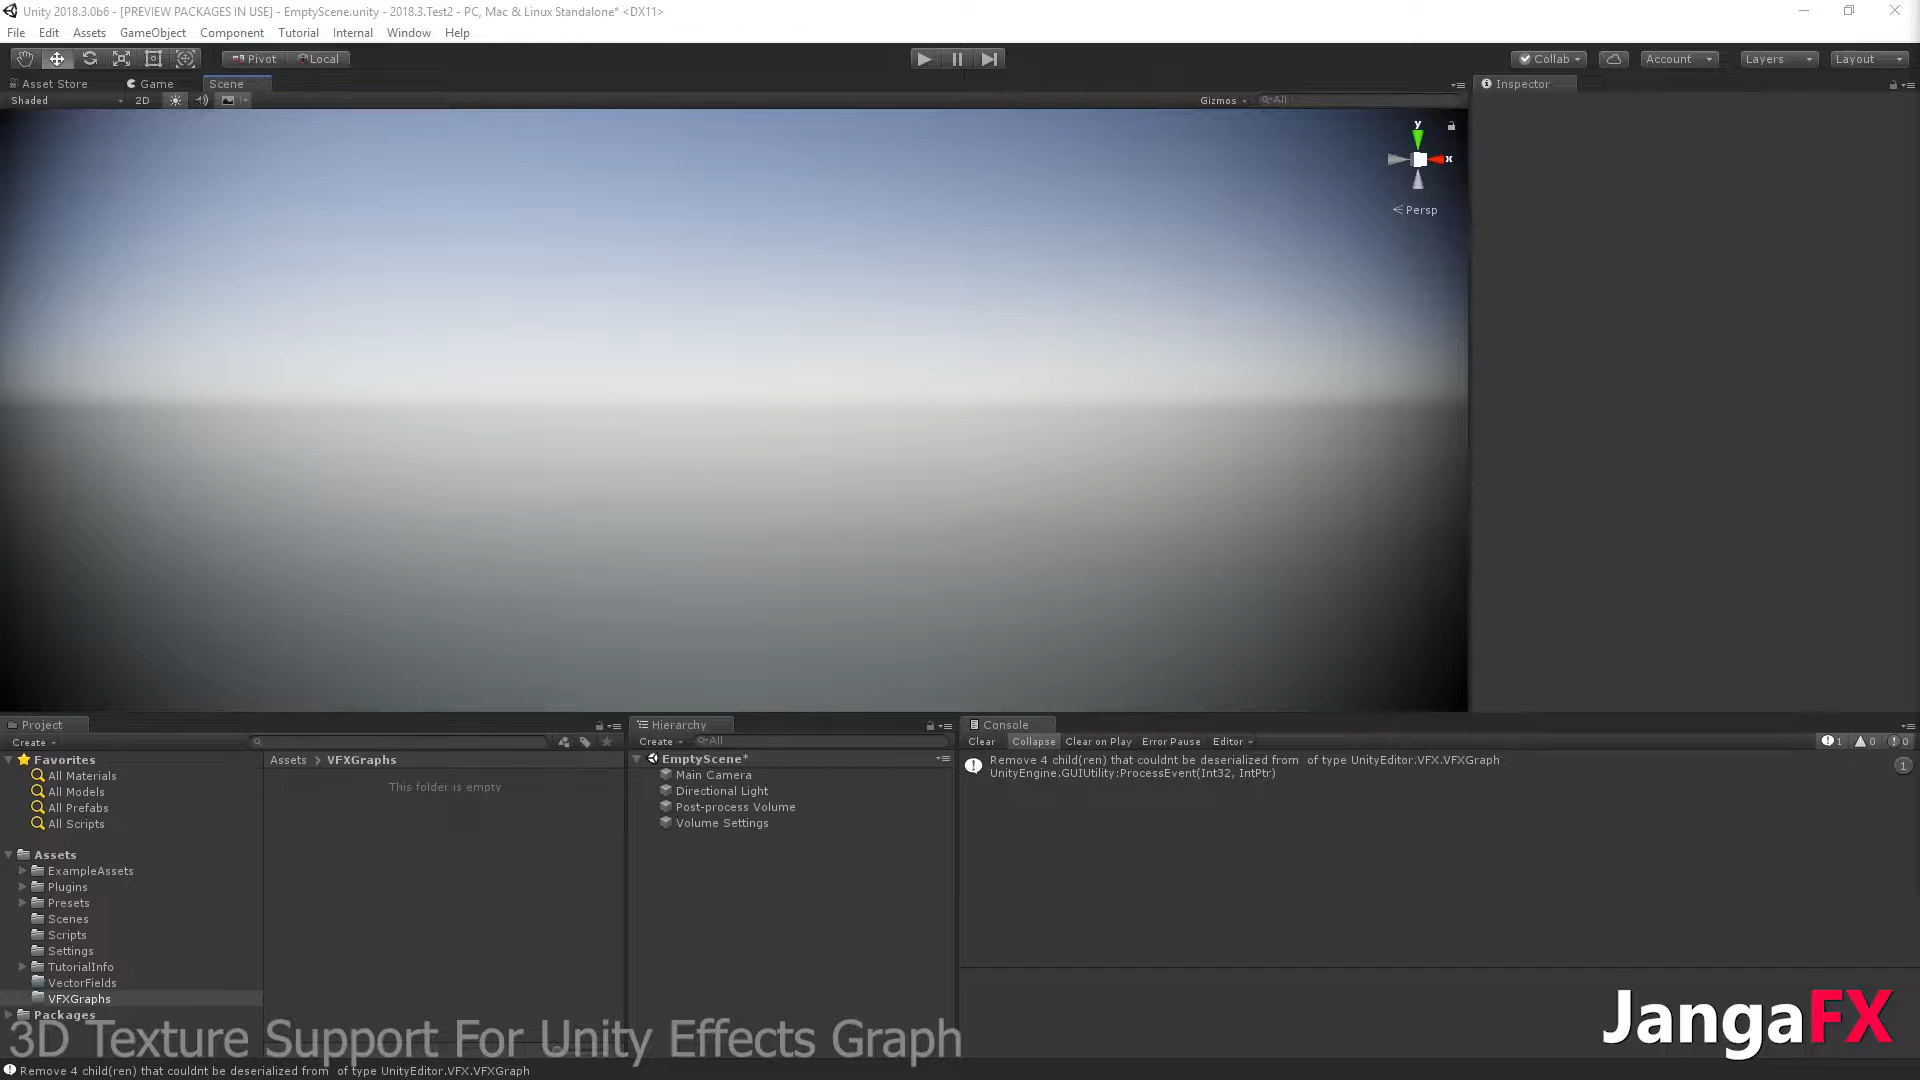 Unity 2018.3.0b6 - [PREVIEW PACKAGES IN USE] - EmptyScene.unity - 2018.3.Test2 - PC, Mac & Linux Standalone* <DX11>
File Edit Assets GameObject Component Tutorial Internal Window Help
Pivot Local Collab Account Layers Layout
Asset Store Game Scene Inspector
Shaded 2D Gizmos All
y
x
Persp
Project Hierarchy Console
Create Create All Clear Collapse Clear on Play Error Pause Editor 1 0 0
Favorites Assets > VFXGraphs EmptyScene* Remove 4 child(ren) that couldnt be deserialized from of type UnityEditor.VFX.VFXGraph
UnityEngine.GUIUtility:ProcessEvent(Int32, IntPtr) 1
All Materials This folder is empty Main Camera
All Models Directional Light
All Prefabs Post-process Volume
All Scripts Volume Settings
Assets
ExampleAssets
Plugins
Presets
Scenes
Scripts
Settings
TutorialInfo
VectorFields
VFXGraphs
Packages
3D Texture Support For Unity Effects Graph
JangaFX
Remove 4 child(ren) that couldnt be deserialized from of type UnityEditor.VFX.VFXGraph